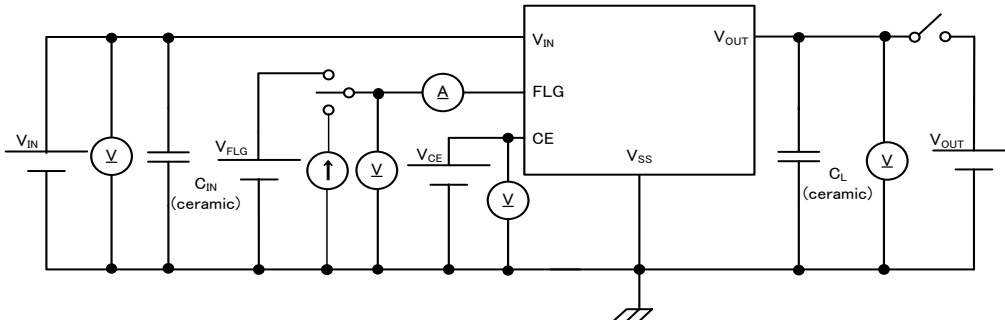 VIN
VOUT
FLG
A
CE
VSS
VIN
V
CIN
(ceramic)
VFLG
V
VCE
V
CL
(ceramic)
V
VOUT